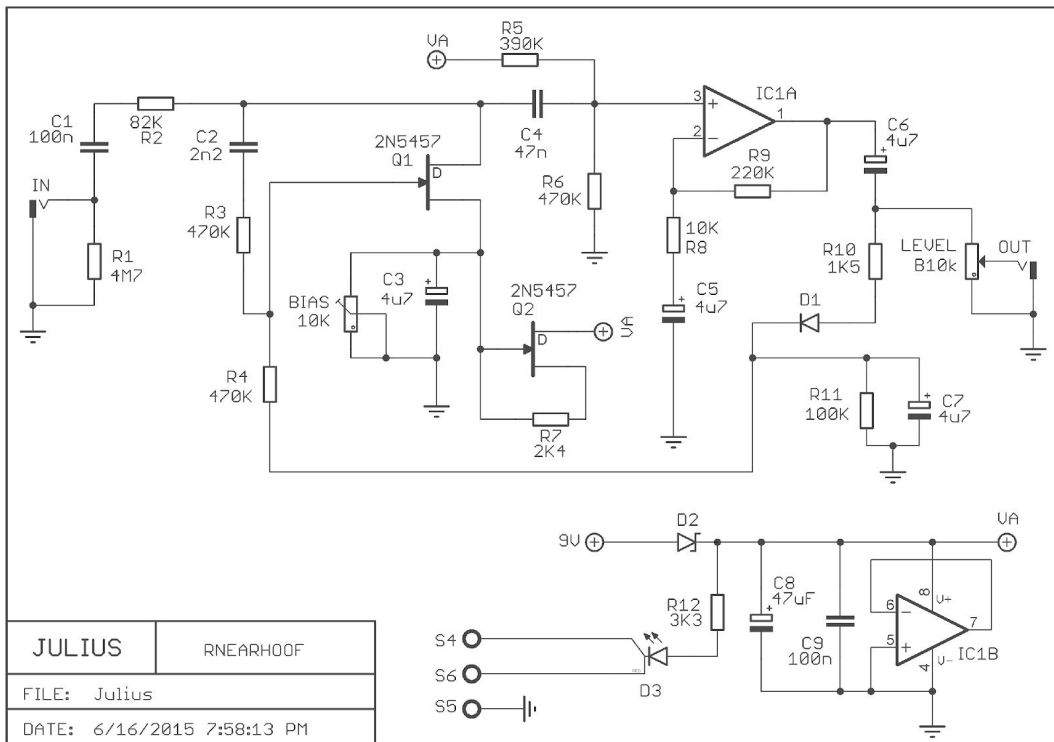 VA
R5
390K
C1
100n
82K
R2
C2
2n2
2N5457
Q1
D
C4
47n
IC1A
3
+
2
-
1
R9
220K
C6
4u7
IN
R1
4M7
R3
470K
R6
470K
10K
R8
R10
1K5
LEVEL
B10k
OUT
BIAS
10K
C3
4u7
+
2N5457
Q2
D
VA
C5
4u7
+
D1
R4
470K
R7
2K4
R11
100K
C7
4u7
+
9V
D2
VA
R12
3K3
C8
47uF
+
C9
100n
6
-
5
+
8
V+
7
4
V-
IC1B
S4
S6
S5
D3
JULIUS
RNEARHOOF
FILE: Julius
DATE: 6/16/2015 7:58:13 PM